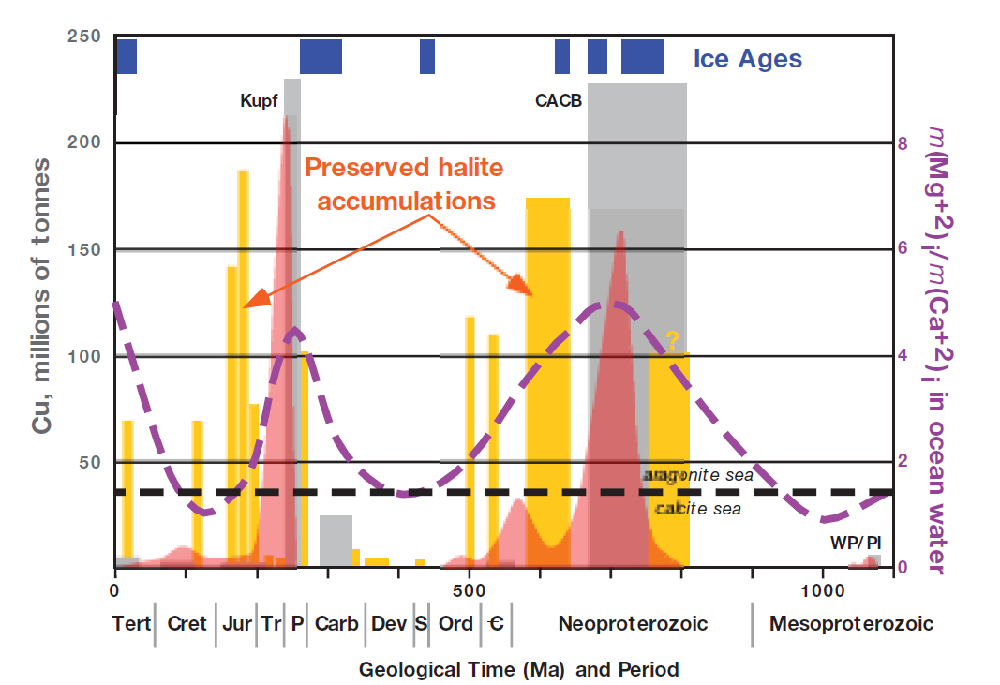 250
200
150
100
50
Cu, millions of tonnes
Ice Ages
Kupf
CACB
Preserved halite
accumulations
?
aragonite sea
calcite sea
WP/PI
8
6
4
2
0
m(Mg+2)¡/m(Ca+2)¡ in ocean water
0
500
1000
Tert Cret Jur Tr P Carb Dev S Ord Ꞓ Neoproterozoic Mesoproterozoic
Geological Time (Ma) and Period